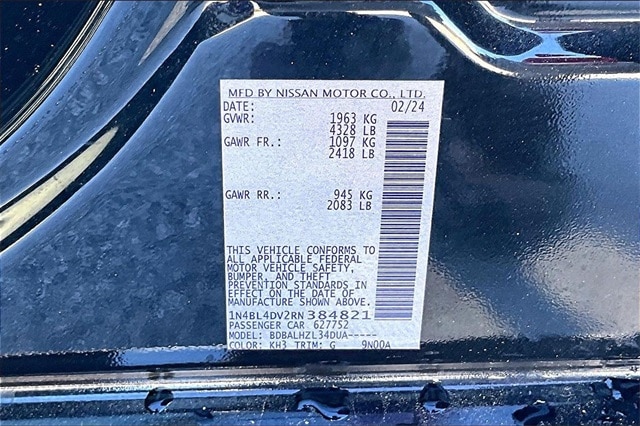 MFD BY NISSAN MOTOR CO., LTD.
DATE: 02/24
GVWR: 1963 KG
4328 LB
GAWR FR.: 1097 KG
2418 LB
GAWR RR.: 945 KG
2083 LB
THIS VEHICLE CONFORMS TO
ALL APPLICABLE FEDERAL
MOTOR VEHICLE SAFETY,
BUMPER, AND THEFT
PREVENTION STANDARDS IN
EFFECT ON THE DATE OF
MANUFACTURE SHOWN ABOVE.
1N4BL4DV2RN384821
PASSENGER CAR 627752
MODEL: BDBALHZL34DUA-----
COLOR: KH3 TRIM: G 9N00A